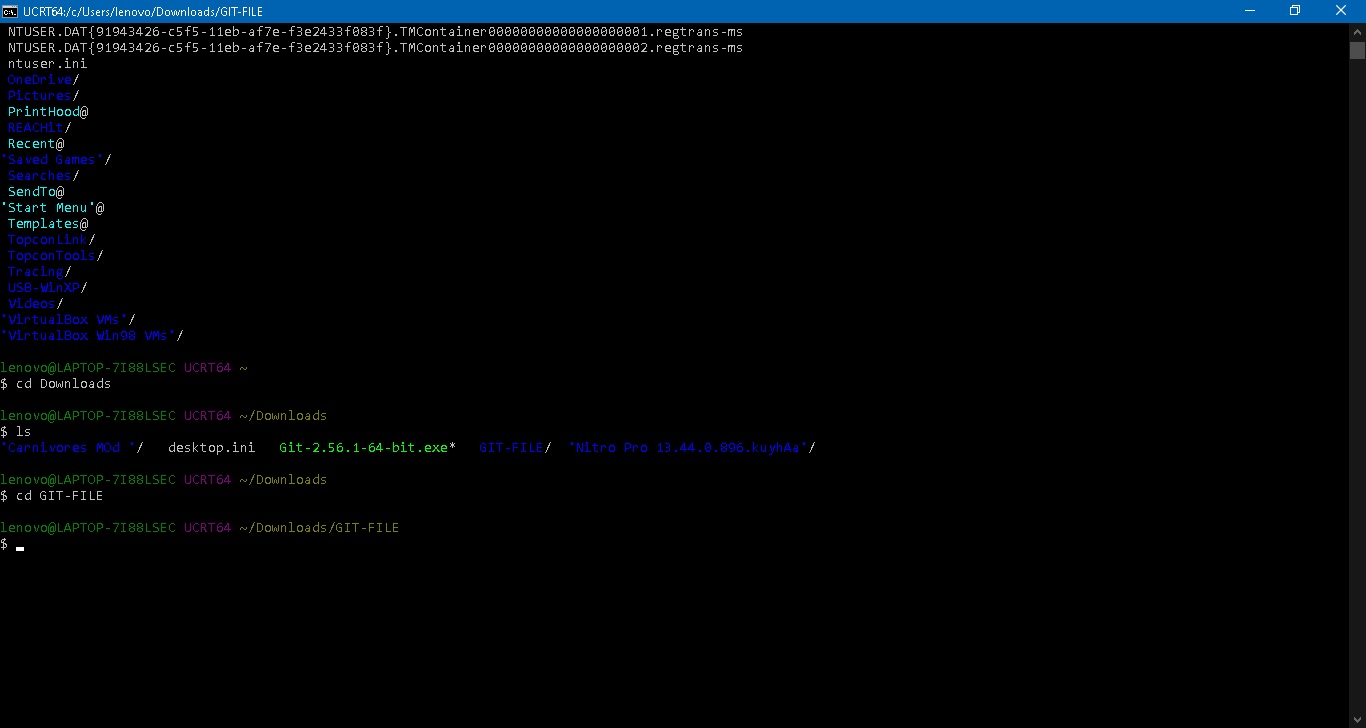 UCRT64:/c/Users/lenovo/Downloads/GIT-FILE
NTUSER.DAT{91943426-c5f5-11eb-af7e-f3e2433f083f}.TMContainer00000000000000000001.regtrans-ms
NTUSER.DAT{91943426-c5f5-11eb-af7e-f3e2433f083f}.TMContainer00000000000000000002.regtrans-ms
ntuser.ini
OneDrive/
Pictures/
PrintHood@
REACHit/
Recent@
'Saved Games'/
Searches/
SendTo@
'Start Menu'@
Templates@
TopconLink/
TopconTools/
Tracing/
USB-WinXP/
Videos/
'VirtualBox VMs'/
'VirtualBox Win98 VMs'/
lenovo@LAPTOP-7I88LSEC UCRT64 ~
$ cd Downloads
lenovo@LAPTOP-7I88LSEC UCRT64 ~/Downloads
$ ls
'Carnivores MOd '/ desktop.ini Git-2.56.1-64-bit.exe* GIT-FILE/ 'Nitro Pro 13.44.0.896.kuyhAa'/
lenovo@LAPTOP-7I88LSEC UCRT64 ~/Downloads
$ cd GIT-FILE
lenovo@LAPTOP-7I88LSEC UCRT64 ~/Downloads/GIT-FILE
$